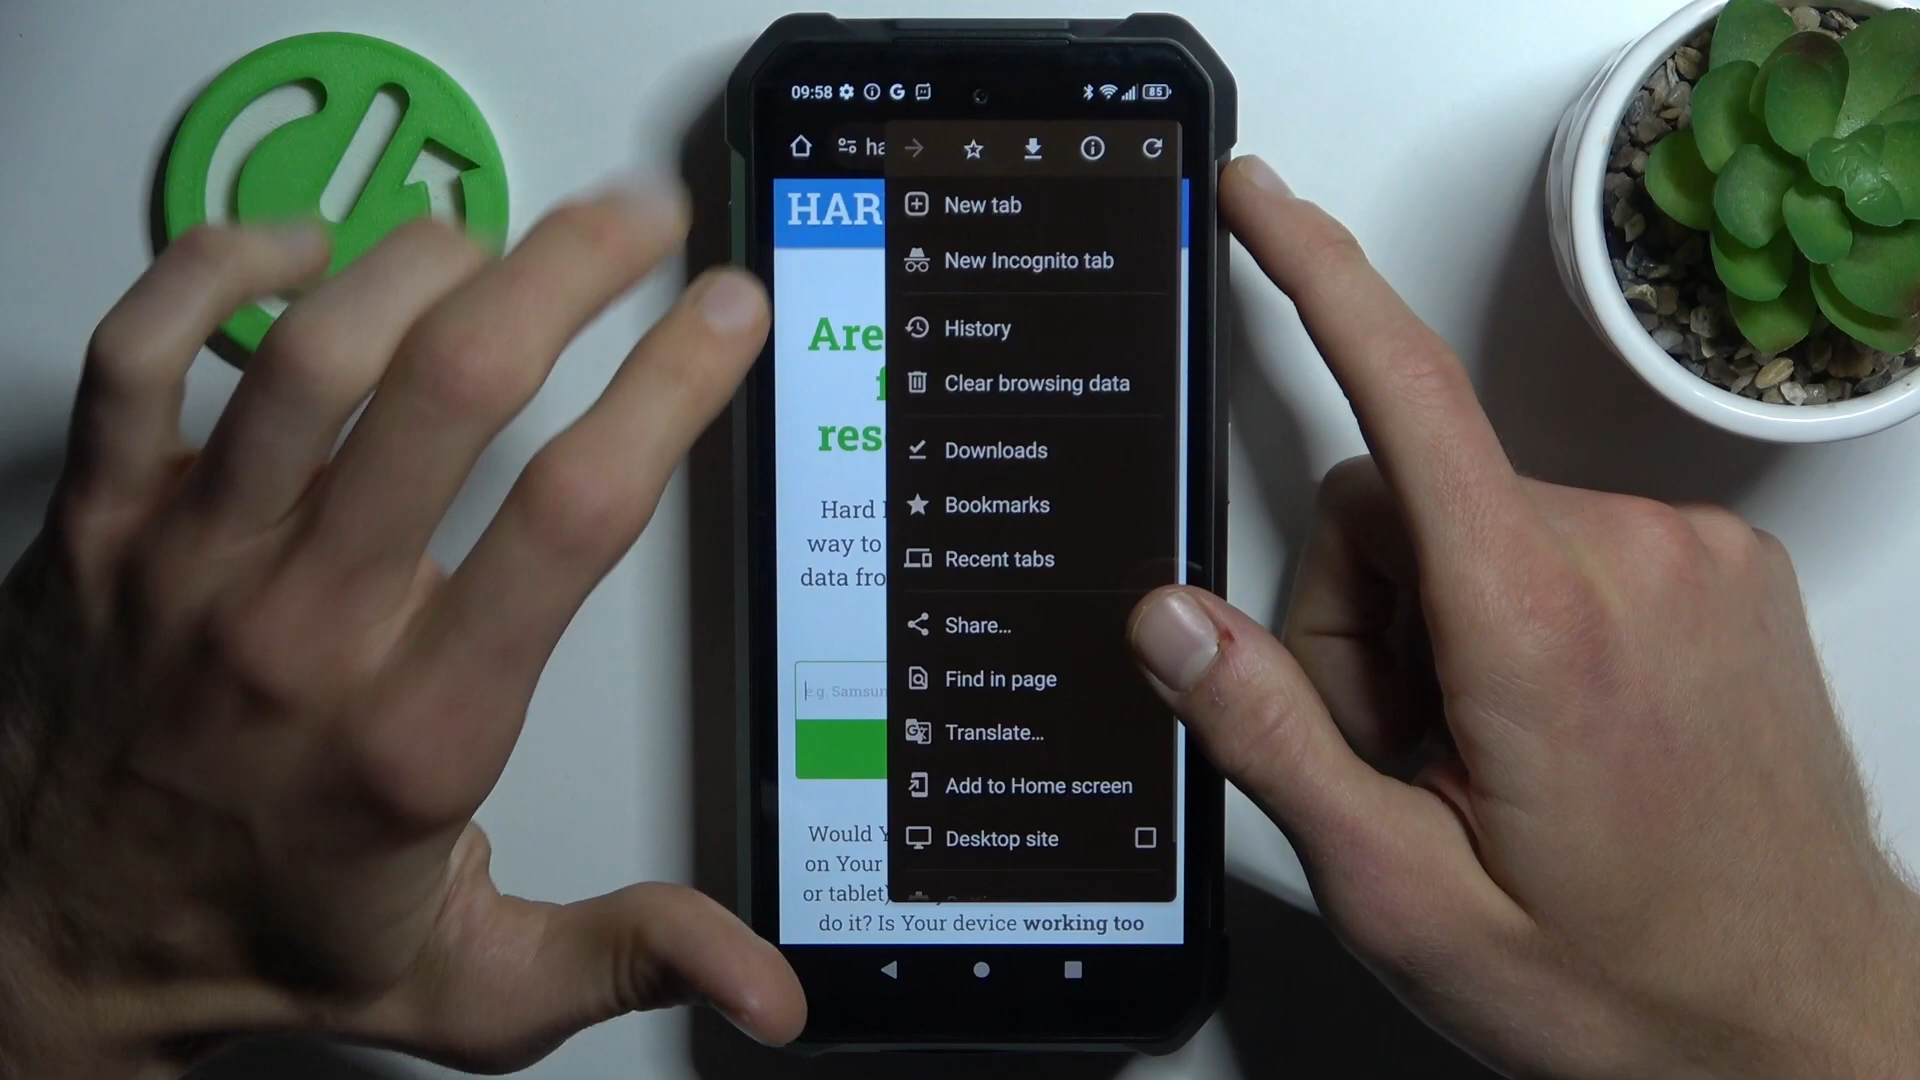 09:58
85
ha
HAR
New tab
New Incognito tab
Are
History
Clear browsing data
res
Downloads
Hard
Bookmarks
way to
Recent tabs
data fro
Share...
Find in page
e.g. Samsun
Translate...
Add to Home screen
Would Y
Desktop site
on Your
or tablet)
do it? Is Your device working too